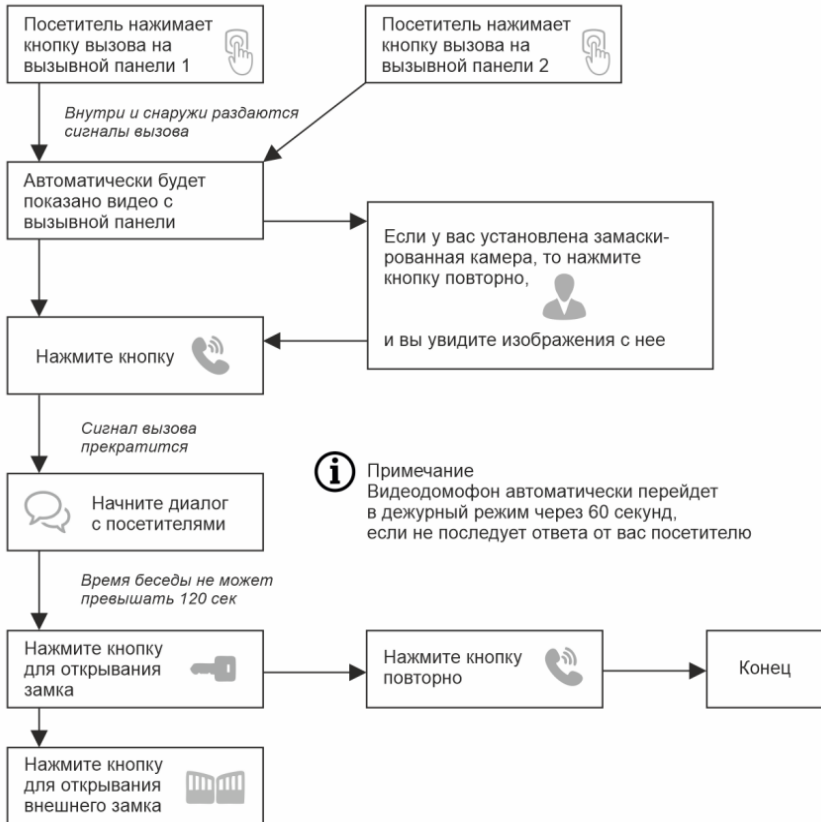 Посетитель нажимает
кнопку вызова на
вызывной панели 1
Посетитель нажимает
кнопку вызова на
вызывной панели 2
Внутри и снаружи раздаются
сигналы вызова
Автоматически будет
показано видео с
вызывной панели
Если у вас установлена замаски-
рованная камера, то нажмите
кнопку повторно,
и вы увидите изображения с нее
Нажмите кнопку
Сигнал вызова
прекратится
Примечание
Видеодомофон автоматически перейдет
в дежурный режим через 60 секунд,
если не последует ответа от вас посетителю
Начните диалог
с посетителями
Время беседы не может
превышать 120 сек
Нажмите кнопку
для открывания
замка
Нажмите кнопку
повторно
Конец
Нажмите кнопку
для открывания
внешнего замка